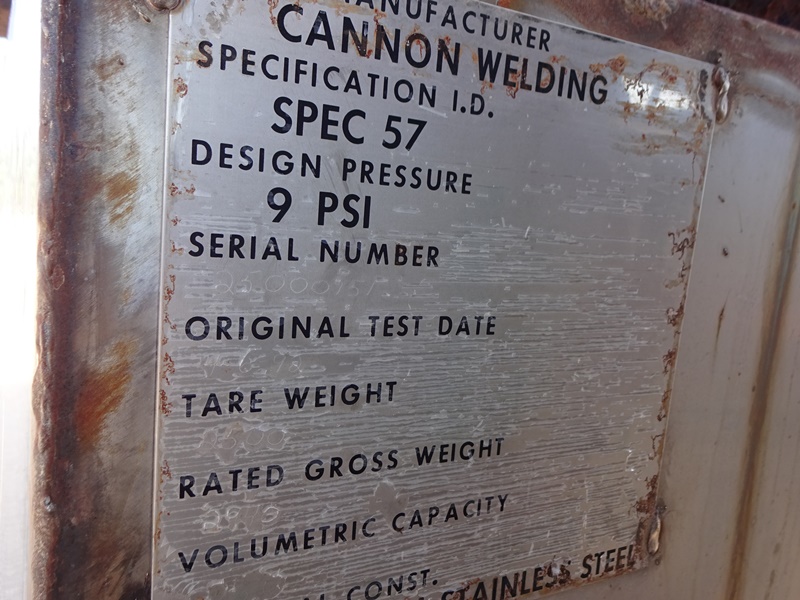 MANUFACTURER
CANNON WELDING
SPECIFICATION I.D.
SPEC 57
DESIGN PRESSURE
9 PSI
SERIAL NUMBER
ORIGINAL TEST DATE
TARE WEIGHT
RATED GROSS WEIGHT
VOLUMETRIC CAPACITY
CONST.
STAINLESS STEEL